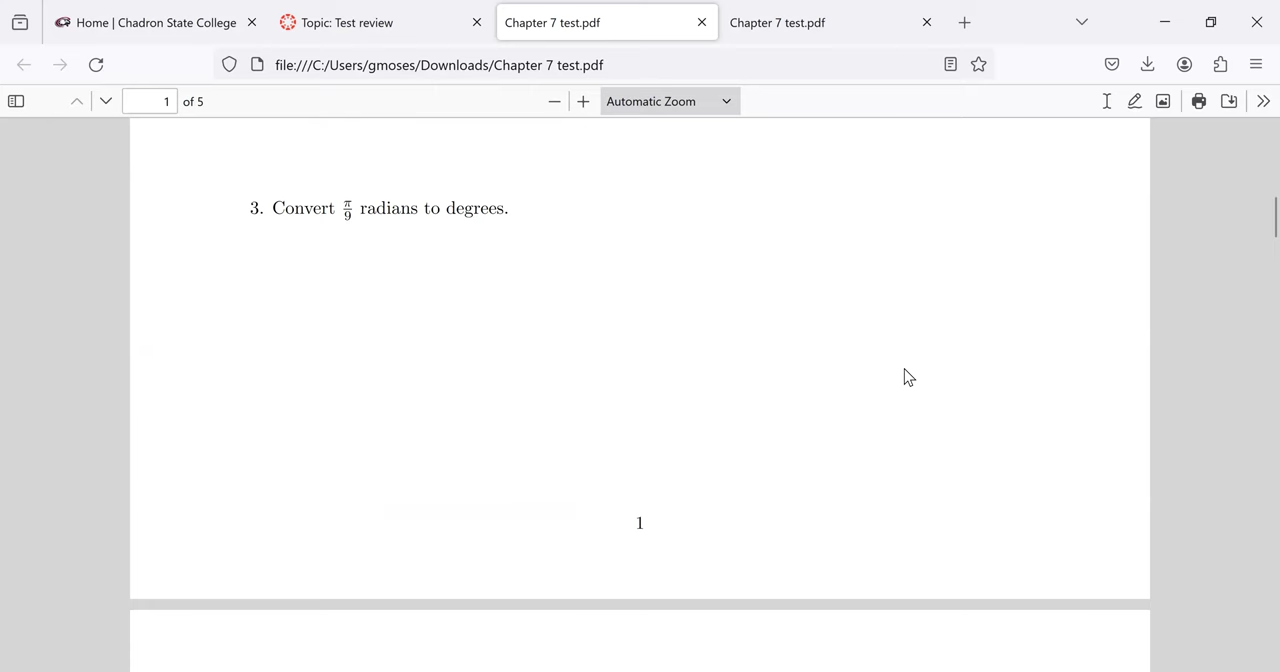 Home | Chadron State College
Topic: Test review
Chapter 7 test.pdf
Chapter 7 test.pdf
file:///C:/Users/gmoses/Downloads/Chapter 7 test.pdf
1 of 5
Automatic Zoom
3. Convert π/9 radians to degrees.
1